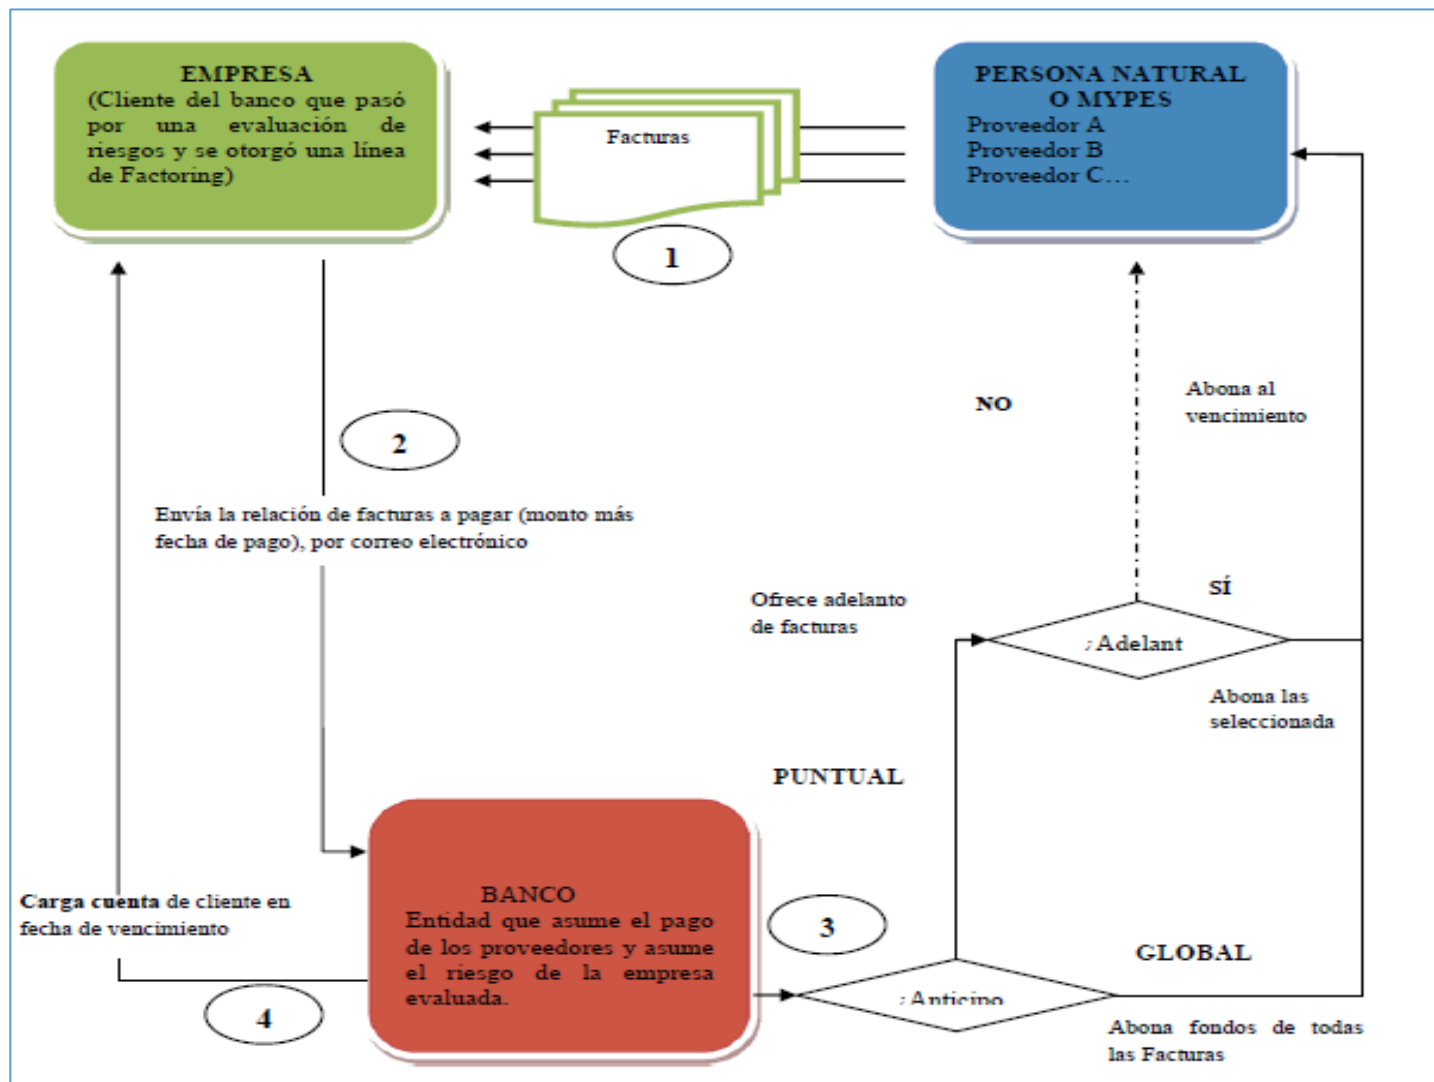 EMPRESA
(Cliente del banco que pasó
por una evaluación de
riesgos y se otorgó una línea
de Factoring)
Facturas
PERSONA NATURAL
O MYPES
Proveedor A
Proveedor B
Proveedor C…
1
2
Envía la relación de facturas a pagar (monto más
fecha de pago), por correo electrónico
NO
Abona al
vencimiento
Ofrece adelanto
de facturas
SÍ
¿Adelant
Abona las
seleccionada
PUNTUAL
BANCO
Entidad que asume el pago
de los proveedores y asume
el riesgo de la empresa
evaluada.
Carga cuenta de cliente en
fecha de vencimiento
3
GLOBAL
¿Anticipo
4
Abona fondos de todas
las Facturas